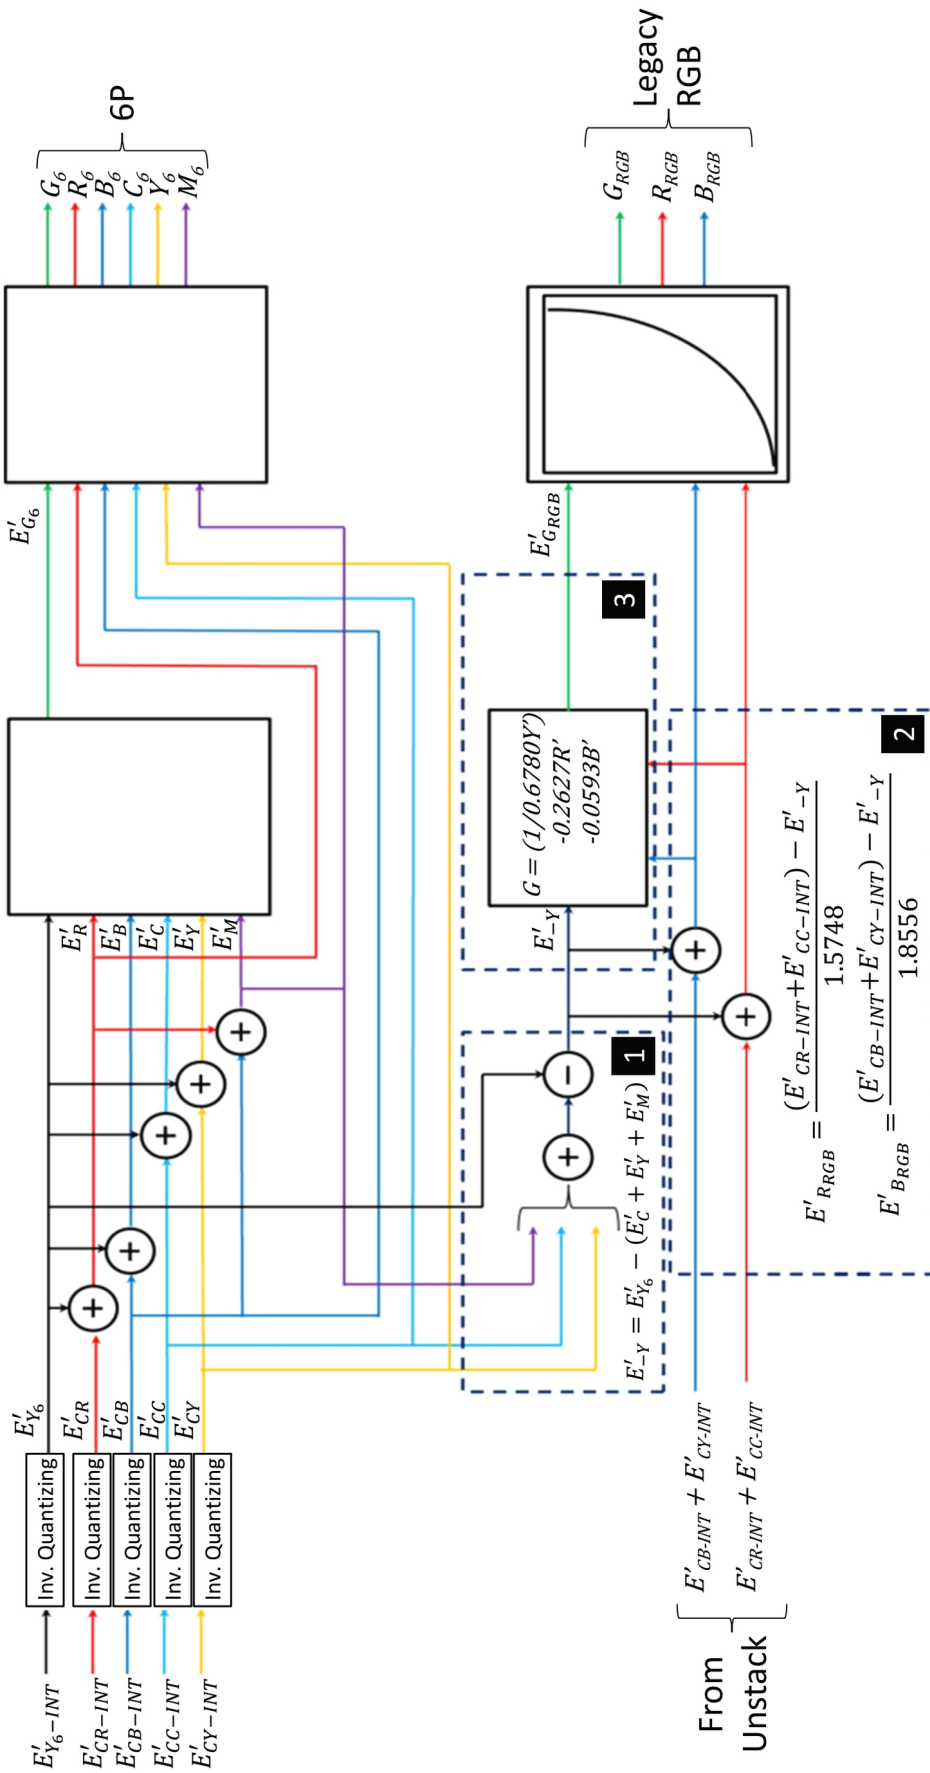 E′Y6−INT
E′CR−INT
E′CB−INT
E′CC−INT
E′CY−INT
Inv. Quantizing
Inv. Quantizing
Inv. Quantizing
Inv. Quantizing
Inv. Quantizing
E′Y6
E′CR
E′CB
E′CC
E′CY
+
+
+
+
+
E′R
E′B
E′C
E′Y
E′M
E′G6
G6
R6
B6
C6
Y6
M6
6P
From
Unstack
E′CB-INT + E′CY-INT
E′CR-INT + E′CC-INT
+
−
1
E′−Y = E′Y6 − (E′C + E′Y + E′M)
+
+
E′−Y
G = (1/0.6780Y’)
-0.2627R’
-0.0593B’
3
E′GRGB
E′RRGB = (E′CR−INT+E′CC−INT) − E′−Y
1.5748
E′BRGB = (E′CB−INT+E′CY−INT) − E′−Y
1.8556
2
GRGB
RRGB
BRGB
Legacy
RGB